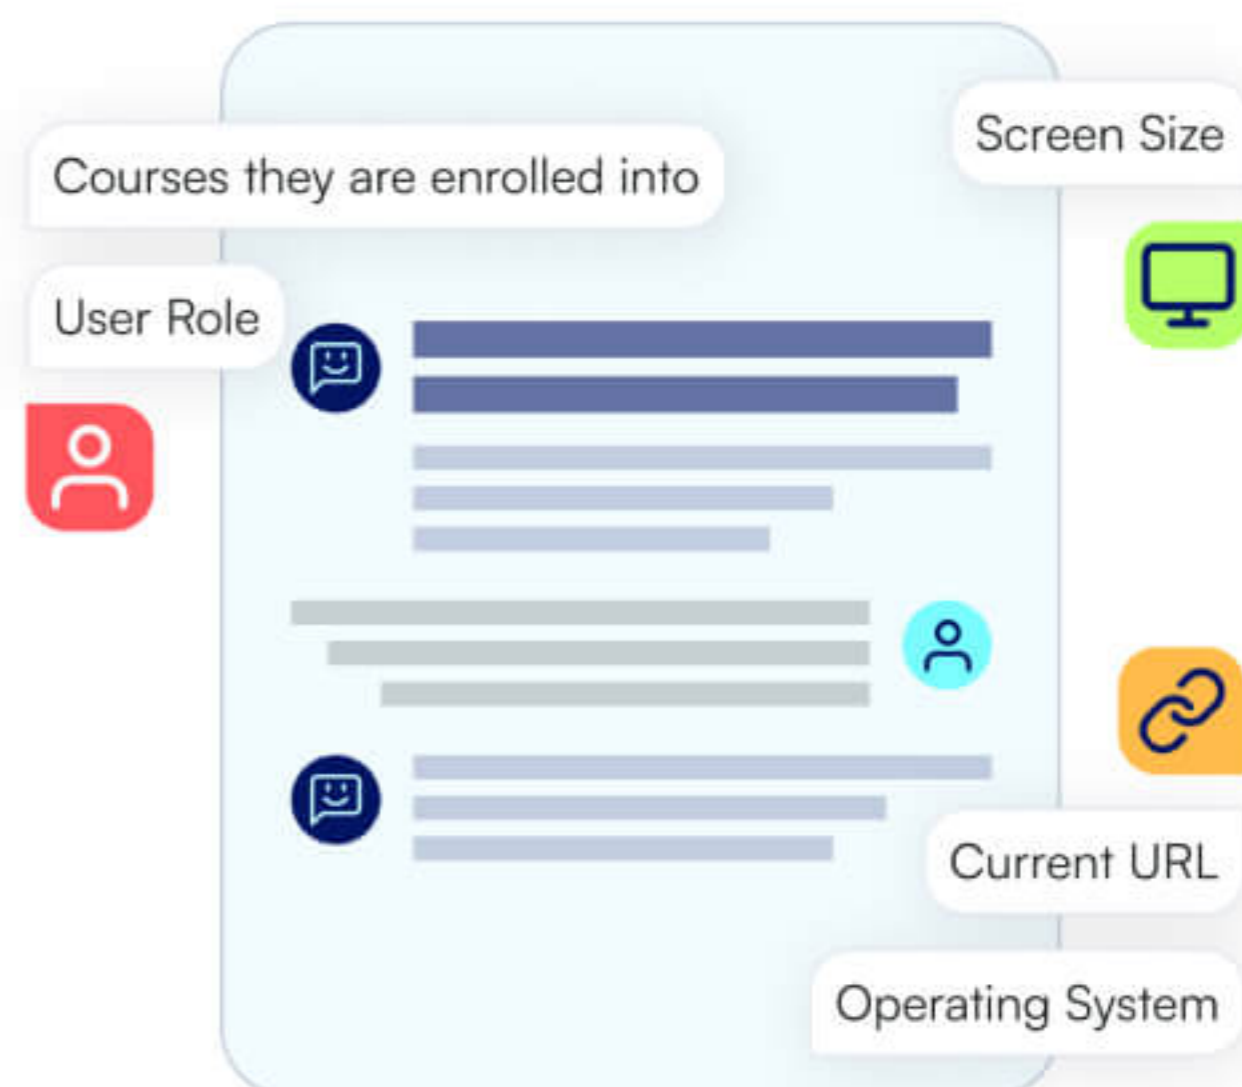 Screen Size
Courses they are enrolled into
User Role
Current URL
Operating System